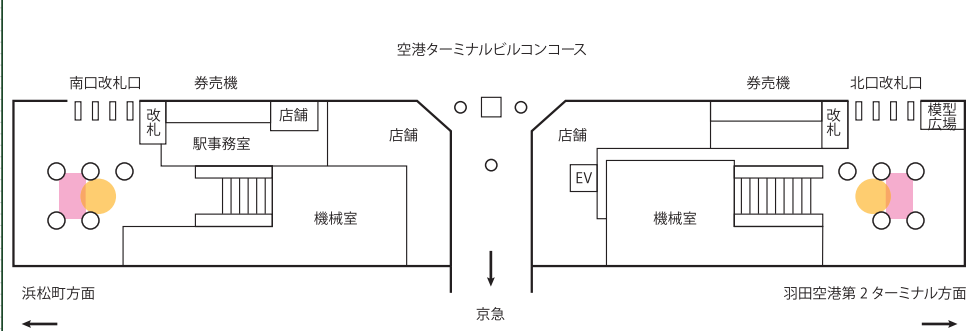 空港ターミナルビルコンコース
南口改札口
券売機
券売機
北口改札口
改札
店舗
店舗
店舗
改札
模型広場
駅事務室
EV
機械室
機械室
浜松町方面
京急
羽田空港第2ターミナル方面